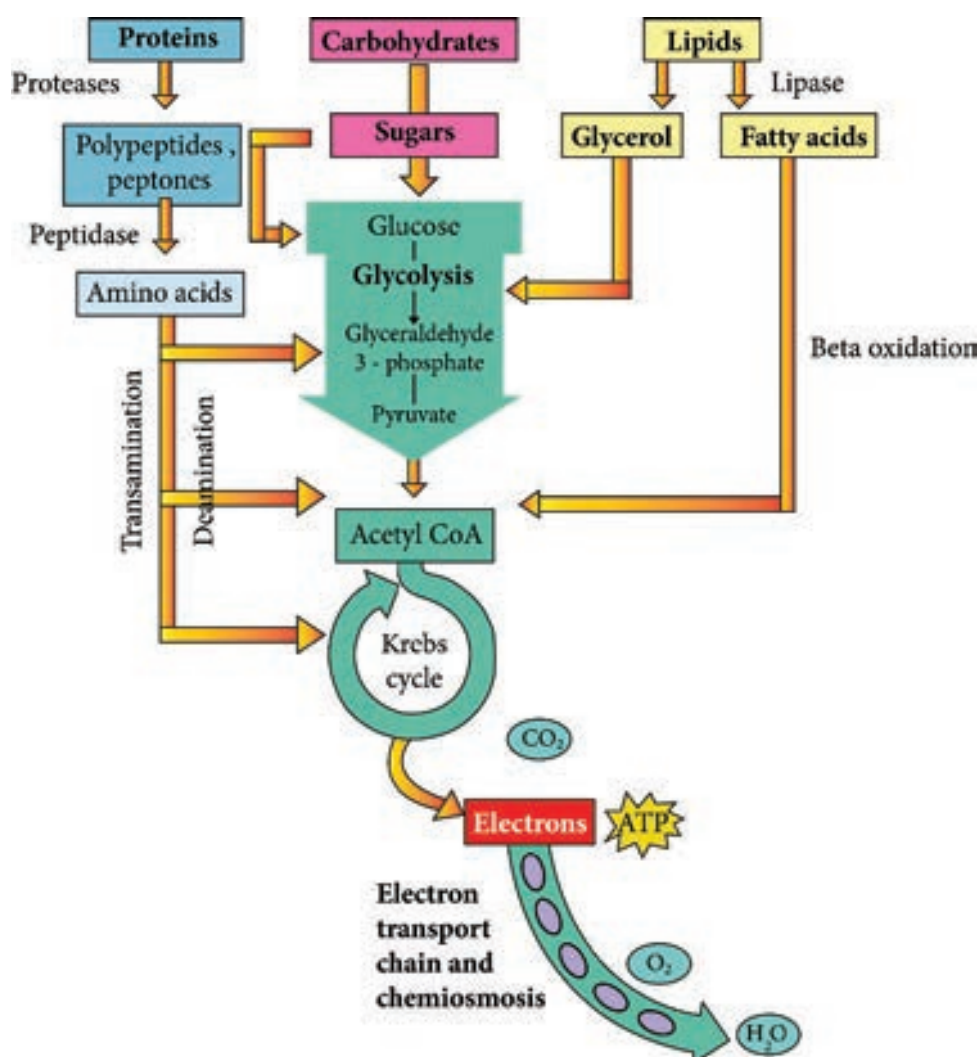 Proteins
Carbohydrates
Lipids
Proteases
Lipase
Polypeptides ,
peptones
Sugars
Glycerol
Fatty acids
Peptidase
Glucose
Glycolysis
Amino acids
Glyceraldehyde
3 - phosphate
Beta oxidation
Pyruvate
Transamination
Deamination
Acetyl CoA
Krebs
cycle
CO₂
Electrons
ATP
Electron
transport
chain and
chemiosmosis
O₂
H₂O